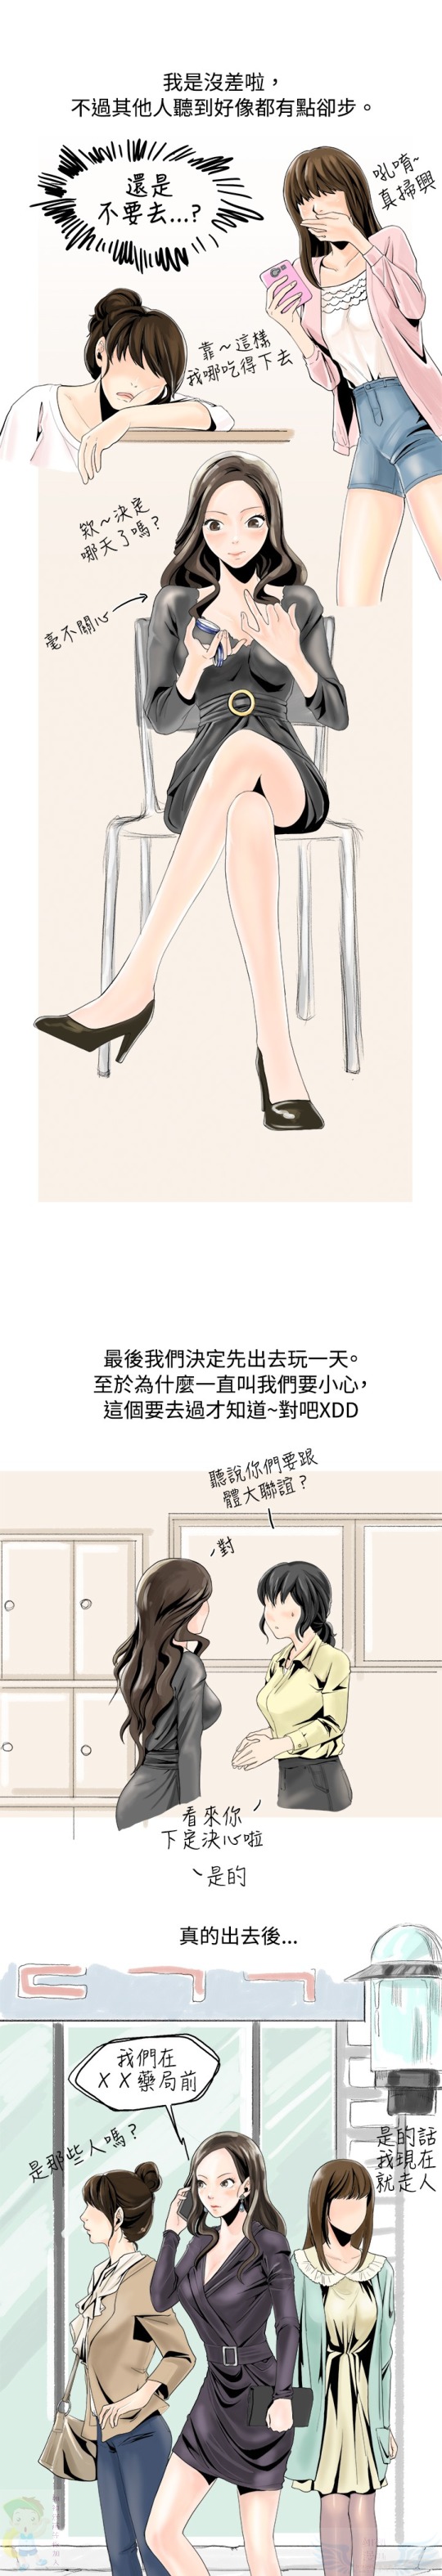 我是沒差啦，
不過其他人聽到好像都有點卻步。
還是
不要去...?
吼唷~
真掃興
靠~這樣
我哪吃得下去
欸~決定
哪天了嗎？
毫不關心
最後我們決定先出去玩一天。
至於為什麼一直叫我們要小心，
這個要去過才知道~對吧XDD
聽說你們要跟
體大聯誼？
對
看來你
下定決心啦
是的
真的出去後...
我們在
ＸＸ藥局前
是那些人嗎？
是的話
我現在
就走人